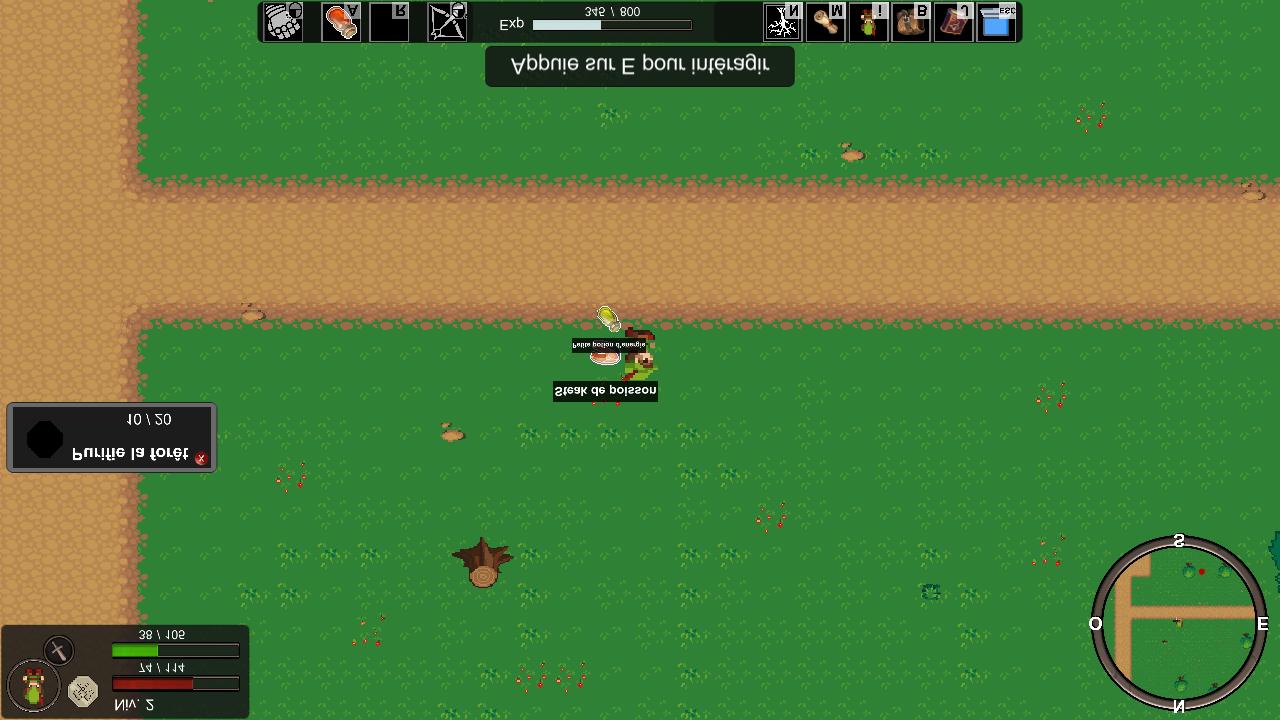 Niv. 2
74 / 114
38 / 105
N
O
E
S
Purifie la forêt
x
10 / 20
Steak de poisson
Petite potion d'énergie
Appuie sur E pour intéragir
Exp
345 / 800
A
R
N
M
i
B
J
ESC